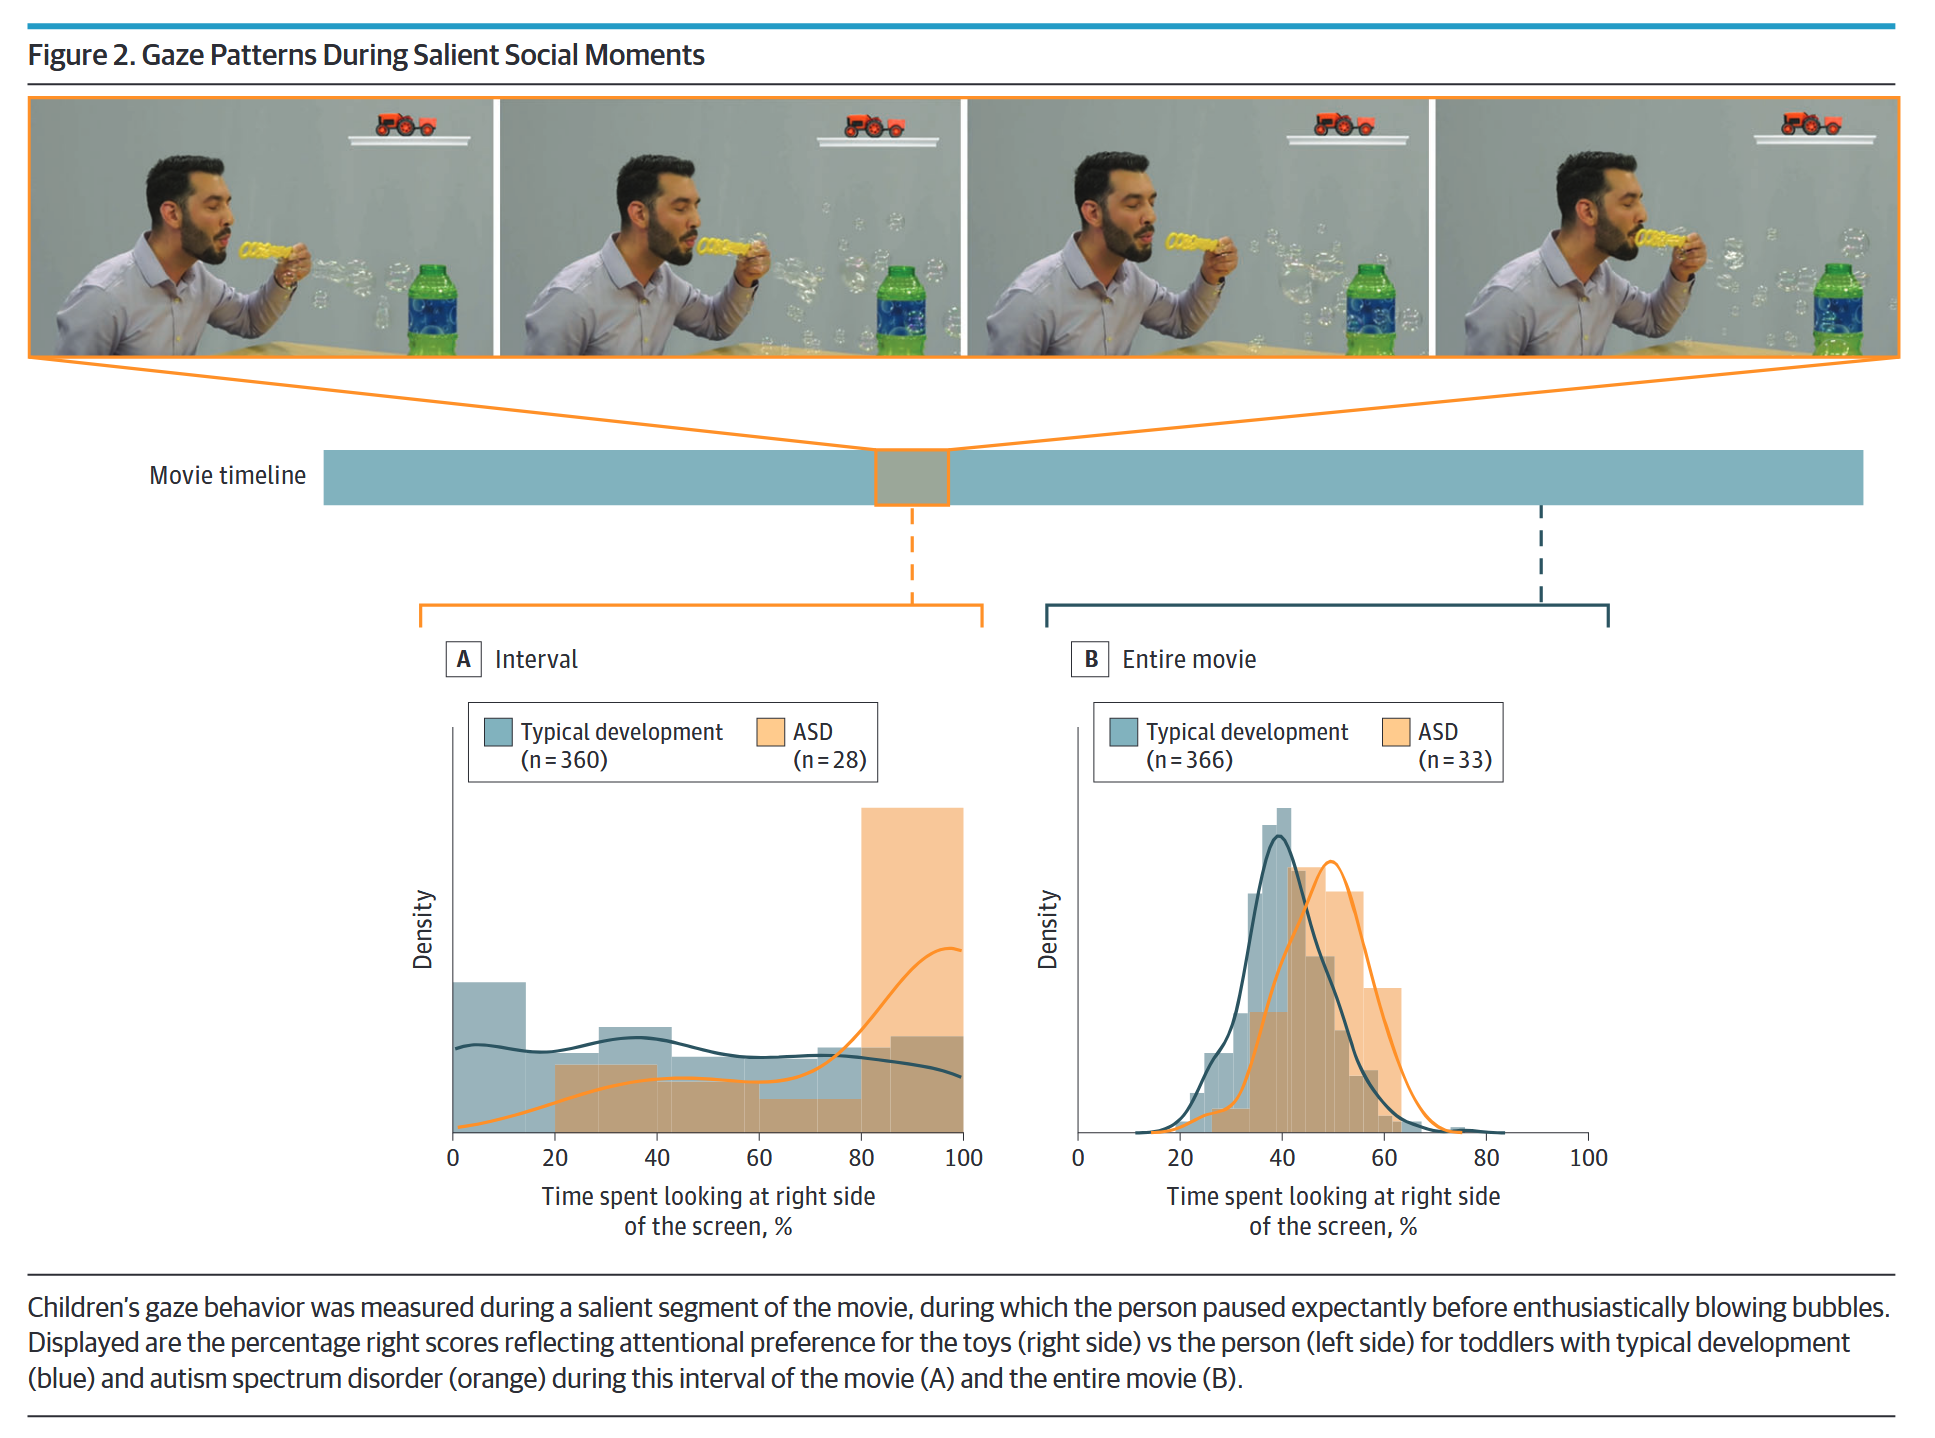 Figure 2. Gaze Patterns During Salient Social Moments
Movie timeline
A Interval
Typical development
(n = 360)
ASD
(n = 28)
Density
0 20 40 60 80 100
Time spent looking at right side
of the screen, %
B Entire movie
Typical development
(n = 366)
ASD
(n = 33)
Density
0 20 40 60 80 100
Time spent looking at right side
of the screen, %
Children's gaze behavior was measured during a salient segment of the movie, during which the person paused expectantly before enthusiastically blowing bubbles.
Displayed are the percentage right scores reflecting attentional preference for the toys (right side) vs the person (left side) for toddlers with typical development
(blue) and autism spectrum disorder (orange) during this interval of the movie (A) and the entire movie (B).